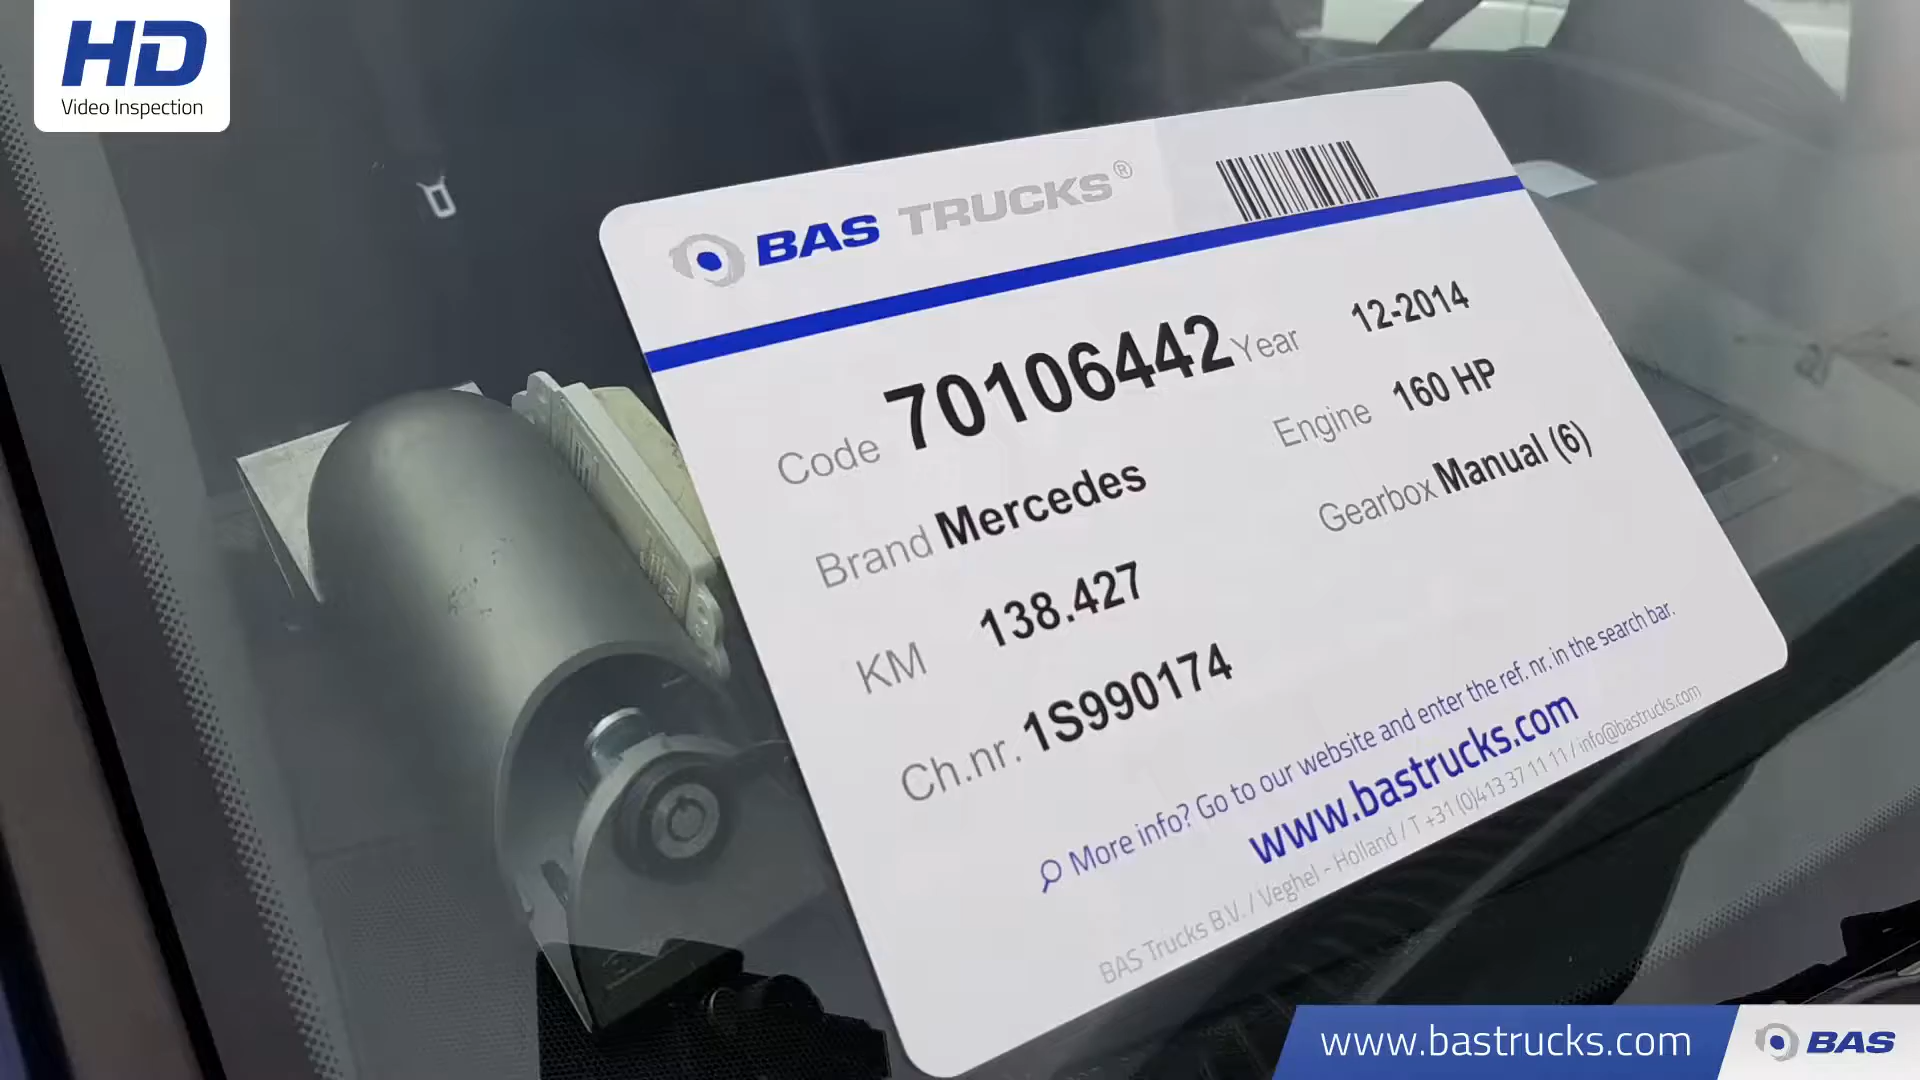 HD
Video Inspection
BAS TRUCKS®
Code 70106442 Year 12-2014
Brand Mercedes Engine 160 HP
KM 138.427 Gearbox Manual (6)
Ch.nr. 1S990174
More info? Go to our website and enter the ref. nr. in the search bar.
www.bastrucks.com
BAS Trucks B.V. / Veghel - Holland / T +31 (0)413 37 11 11 / info@bastrucks.com
www.bastrucks.com BAS